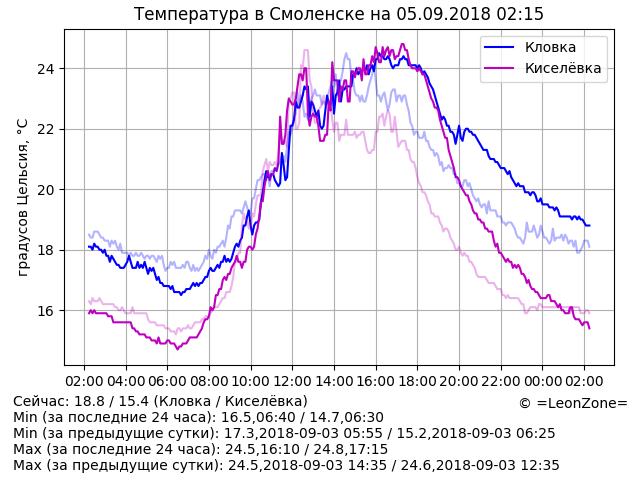 Температура в Смоленске на 05.09.2018 02:15
Кловка
Киселёвка
градусов Цельсия, °C
24
22
20
18
16
02:00 04:00 06:00 08:00 10:00 12:00 14:00 16:00 18:00 20:00 22:00 00:00 02:00
Сейчас: 18.8 / 15.4 (Кловка / Киселёвка)
© =LeonZone=
Min (за последние 24 часа): 16.5,06:40 / 14.7,06:30
Min (за предыдущие сутки): 17.3,2018-09-03 05:55 / 15.2,2018-09-03 06:25
Max (за последние 24 часа): 24.5,16:10 / 24.8,17:15
Max (за предыдущие сутки): 24.5,2018-09-03 14:35 / 24.6,2018-09-03 12:35